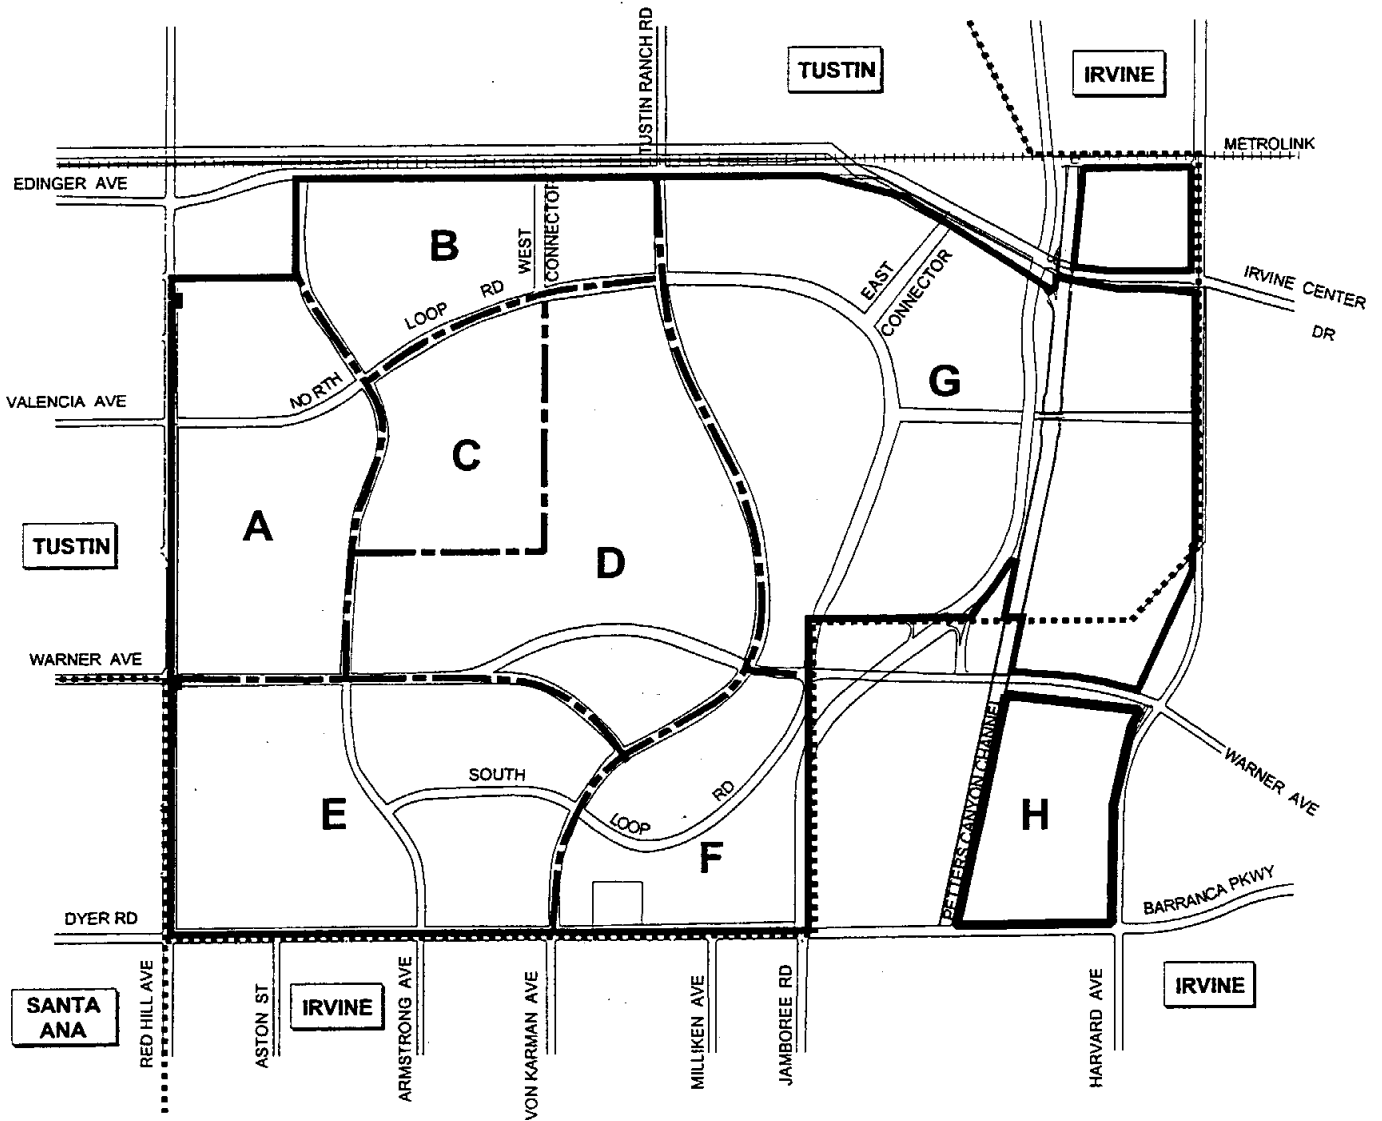 TUSTIN RANCH RD
TUSTIN
IRVINE
METROLINK
EDINGER AVE
B
WEST
CONNECTOR
EAST
CONNECTOR
IRVINE CENTER
DR
LOOP RD
NORTH
VALENCIA AVE
G
C
A
TUSTIN
D
WARNER AVE
PETTERS CANYON CHANNEL
WARNER AVE
SOUTH
LOOP RD
E
H
F
BARRANCA PKWY
DYER RD
SANTA
ANA
RED HILL AVE
ASTON ST
IRVINE
ARMSTRONG AVE
VON KARMAN AVE
MILLIKEN AVE
JAMBOREE RD
HARVARD AVE
IRVINE